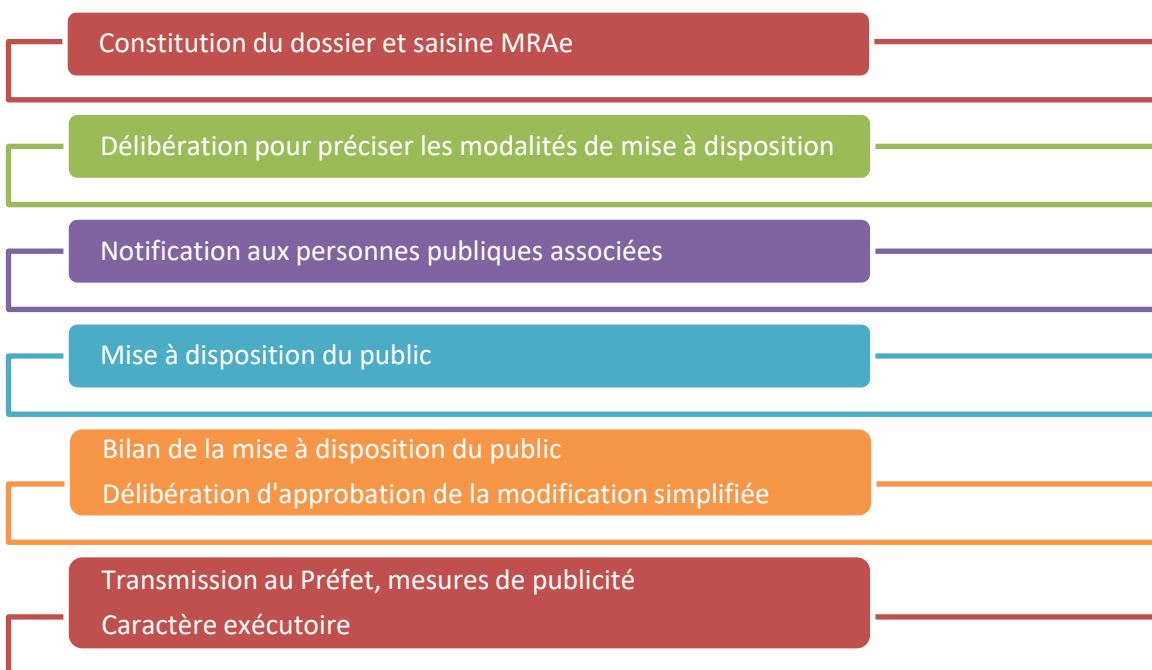 Constitution du dossier et saisine MRAe
Délibération pour préciser les modalités de mise à disposition
Notification aux personnes publiques associées
Mise à disposition du public
Bilan de la mise à disposition du public
Délibération d'approbation de la modification simplifiée
Transmission au Préfet, mesures de publicité
Caractère exécutoire